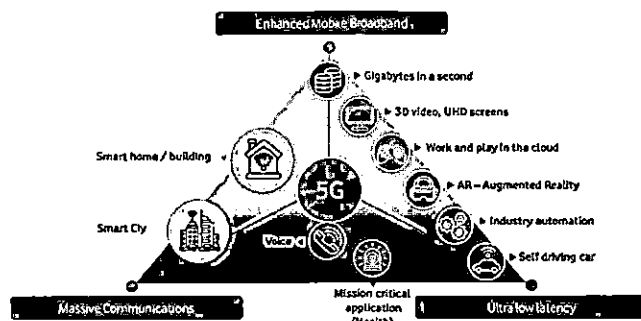 Enhanced Mobile Broadband
Gigabytes in a second
3D video, UHD screens
Smart home / building
Work and play in the cloud
5G
AR – Augmented Reality
Smart City
Industry automation
Voice
Self driving car
Mission critical
application
(Health)
Massive Communications
Ultra low latency